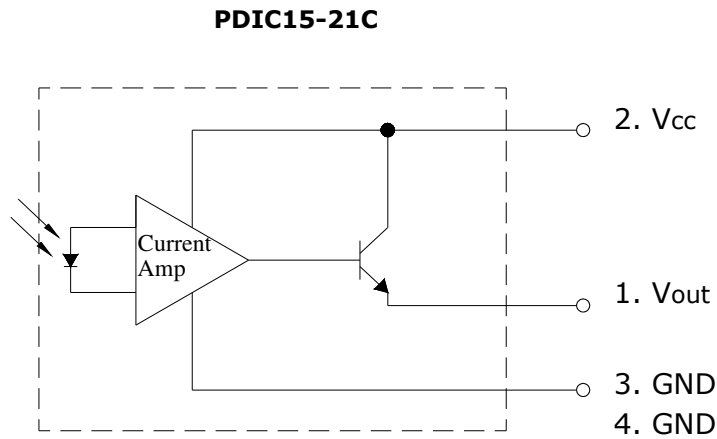 PDIC15-21C
2. Vcc
Current
Amp
1. Vout
3. GND
4. GND